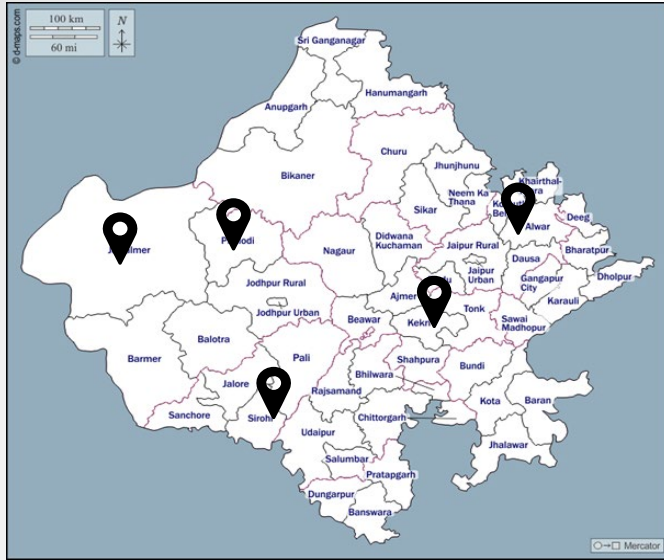 © d-maps.com
100 km
60 mi
N
Sri Ganganagar
Hanumangarh
Anupgarh
Churu
Bikaner
Jhunjhunu
Neem Ka
Thana
Sikar
Deeg
Alwar
Bharatpur
Didwana
Kuchaman
Nagaur
Jaipur Rural
Dausa
Jaipur
Urban
Gangapur
City
Dholpur
Karauli
Jodhpur Rural
Ajmer
Tonk
Jodhpur Urban
Beawar
Sawai
Madhopur
Balotra
Barmer
Pali
Shahpura
Bundi
Bhilwara
Jalore
Rajsamand
Kota
Baran
Sanchore
Chittorgarh
Udaipur
Jhalawar
Salumbar
Pratapgarh
Dungarpur
Banswara
Mercator